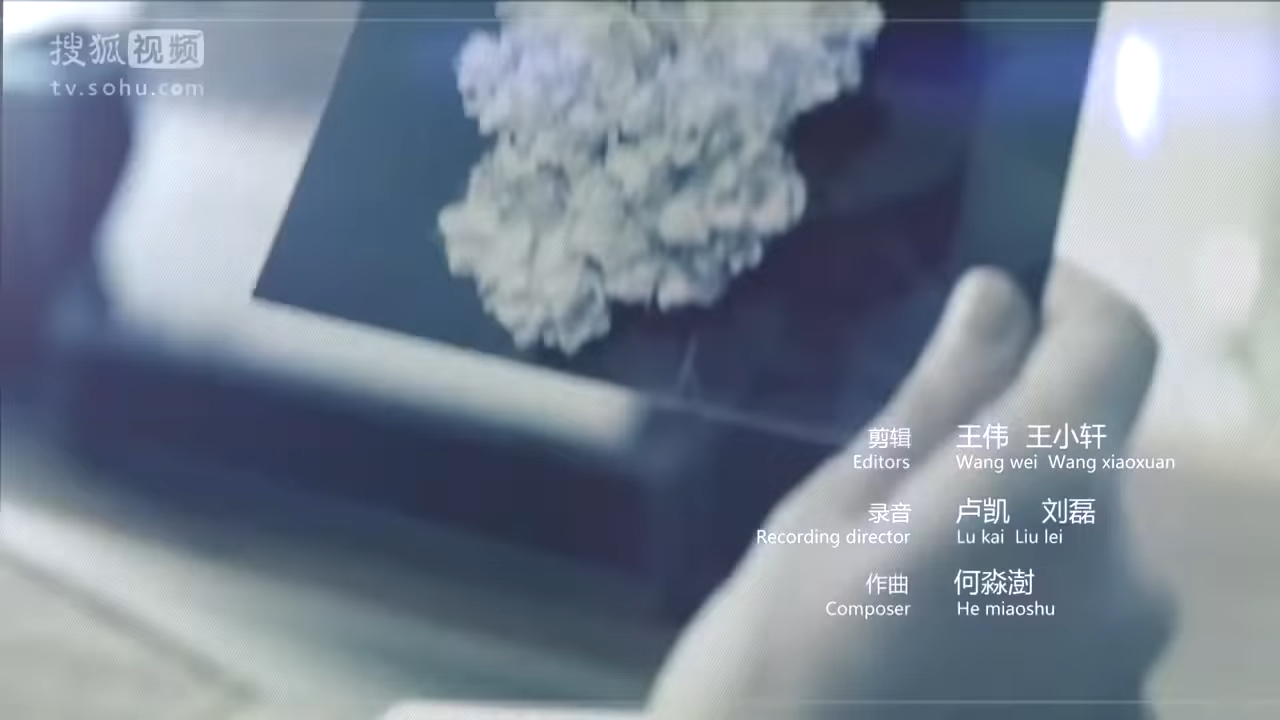 搜狐视频
tv.sohu.com
剪辑 王伟 王小轩
Editors Wang wei Wang xiaoxuan
录音 卢凯 刘磊
Recording director Lu kai Liu lei
作曲 何淼澍
Composer He miaoshu